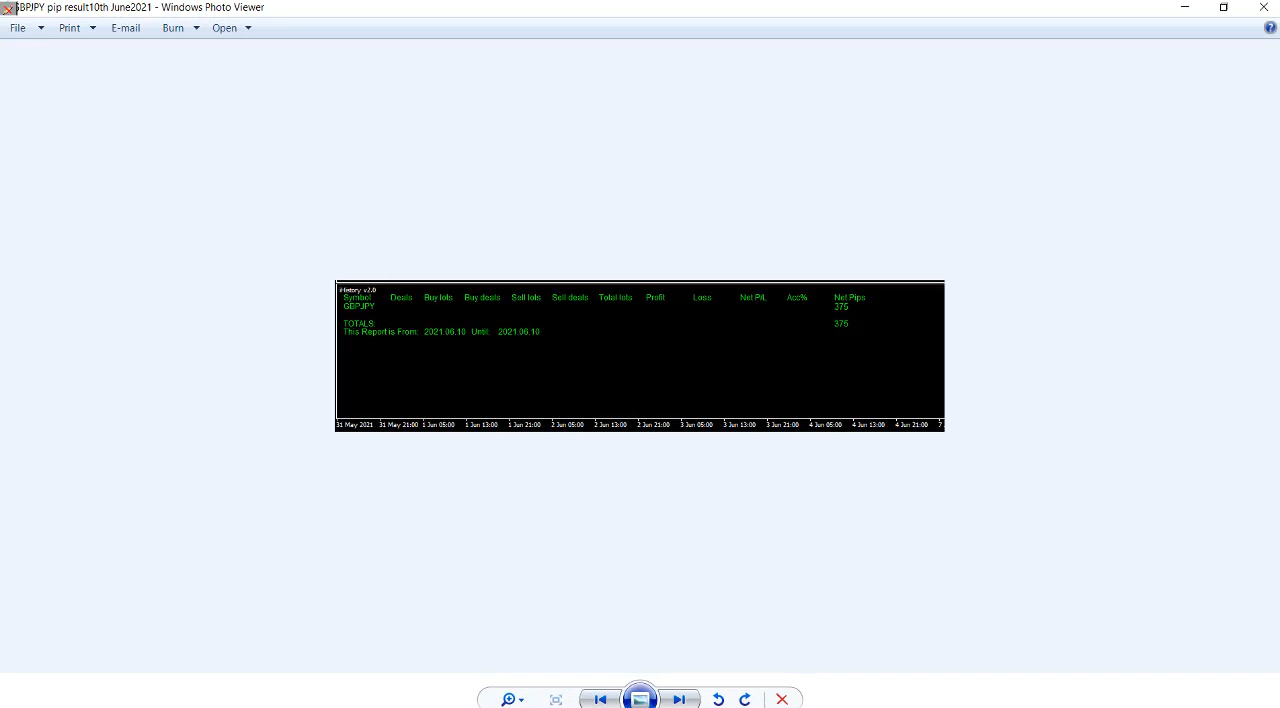 GBPJPY pip result10th June2021 - Windows Photo Viewer
File Print E-mail Burn Open
iHistory v2.0
Symbol Deals Buy lots Buy deals Sell lots Sell deals Total lots Profit Loss Net P/L Acc% Net Pips
GBPJPY 375
TOTALS: 375
This Report is From: 2021.06.10 Until: 2021.06.10
31 May 2021 31 May 21:00 1 Jun 05:00 1 Jun 13:00 1 Jun 21:00 2 Jun 05:00 2 Jun 13:00 2 Jun 21:00 3 Jun 05:00 3 Jun 13:00 3 Jun 21:00 4 Jun 05:00 4 Jun 13:00 4 Jun 21:00 7